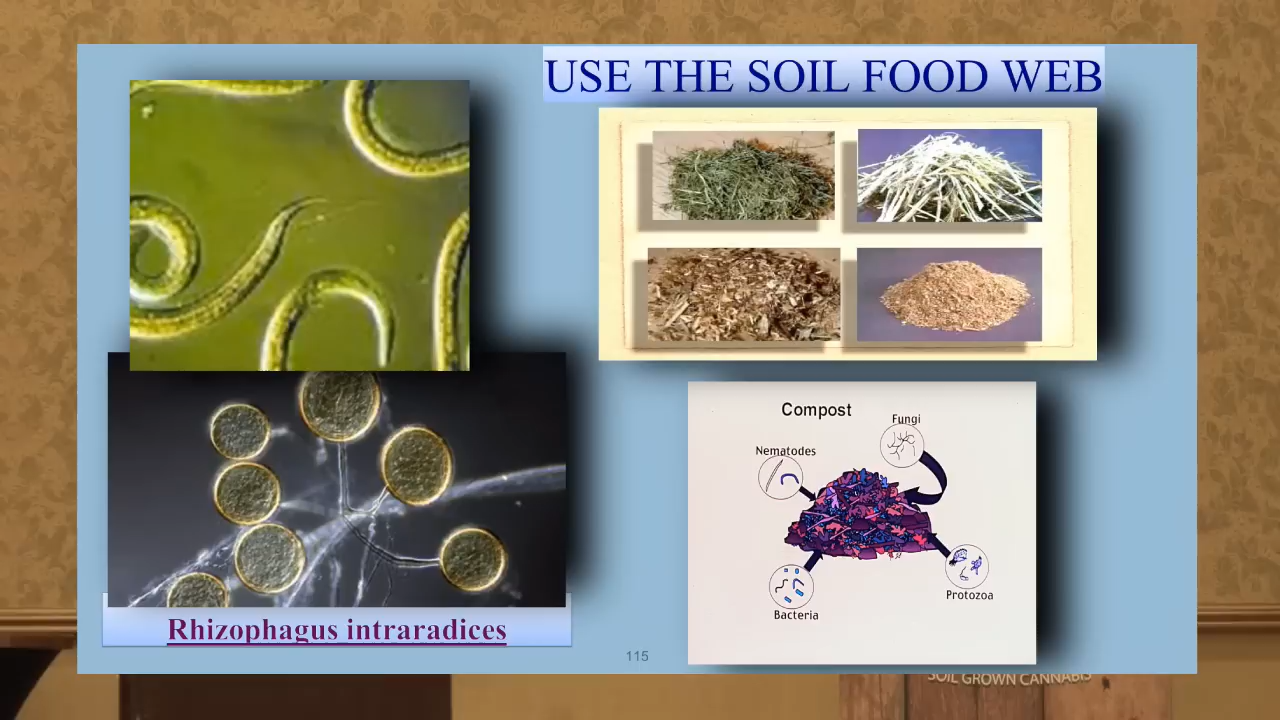 USE THE SOIL FOOD WEB
Compost
Fungi
Nematodes
Protozoa
Bacteria
Rhizophagus intraradices
115
SOIL GROWN CANNABIS